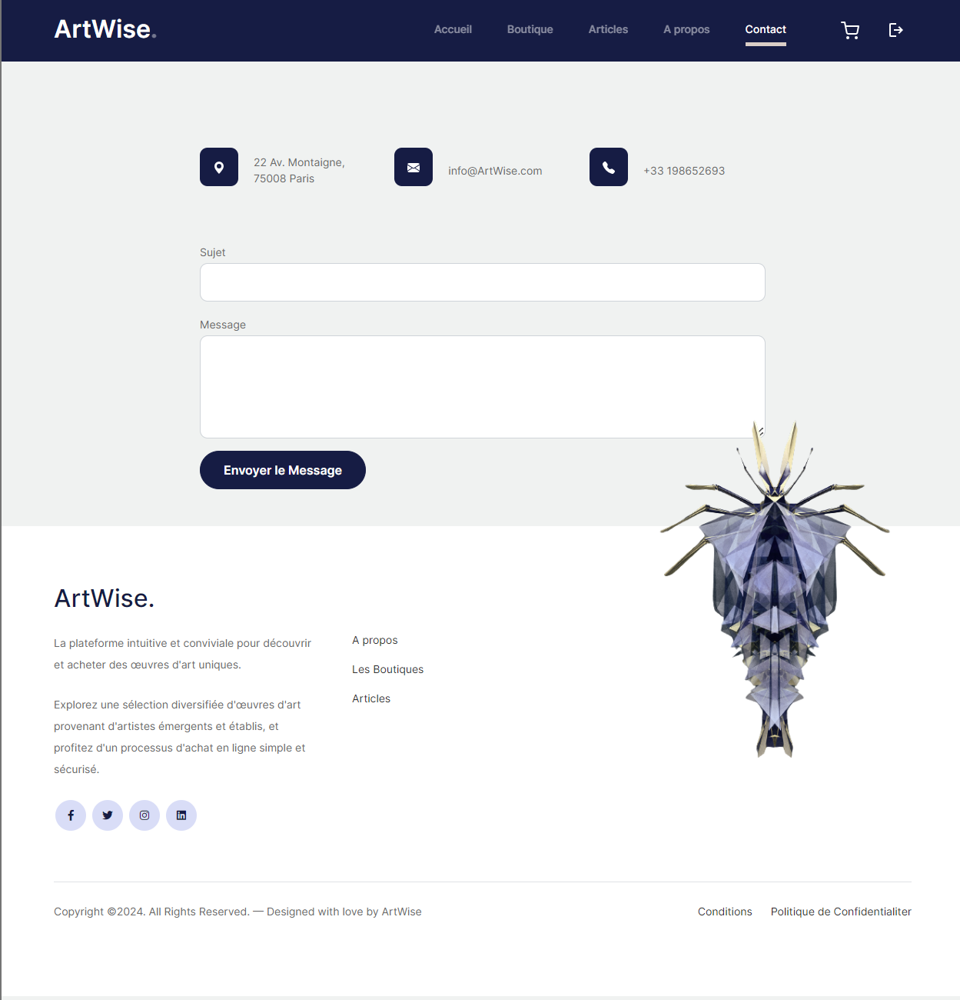 ArtWise.
Accueil
Boutique
Articles
A propos
Contact
22 Av. Montaigne,
75008 Paris
info@ArtWise.com
+33 198652693
Sujet
Message
Envoyer le Message
ArtWise.
La plateforme intuitive et conviviale pour découvrir
et acheter des œuvres d'art uniques.
Explorez une sélection diversifiée d'œuvres d'art
provenant d'artistes émergents et établis, et
profitez d'un processus d'achat en ligne simple et
sécurisé.
A propos
Les Boutiques
Articles
Copyright ©2024. All Rights Reserved. — Designed with love by ArtWise
Conditions
Politique de Confidentialiter